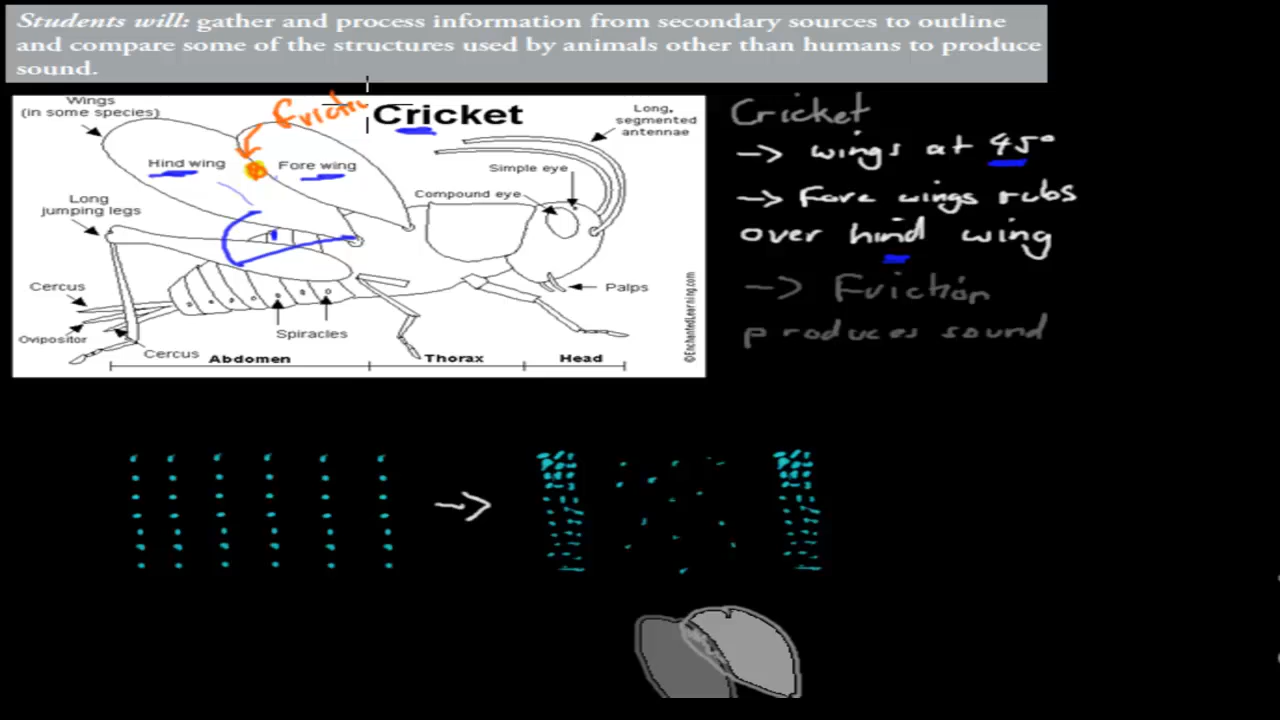 Students will: gather and process information from secondary sources to outline
and compare some of the structures used by animals other than humans to produce
sound.
Wings
(in some species)
frictio
Cricket
Long,
segmented
antennae
Hind wing
Fore wing
Simple eye
Compound eye
Long
jumping legs
Cercus
Palps
Ovipositor
Spiracles
Cercus
Abdomen
Thorax
Head
©EnchantedLearning.com
Cricket
-> wings at 45°
-> Fore wings rubs
over hind wing
-> Friction
produces sound